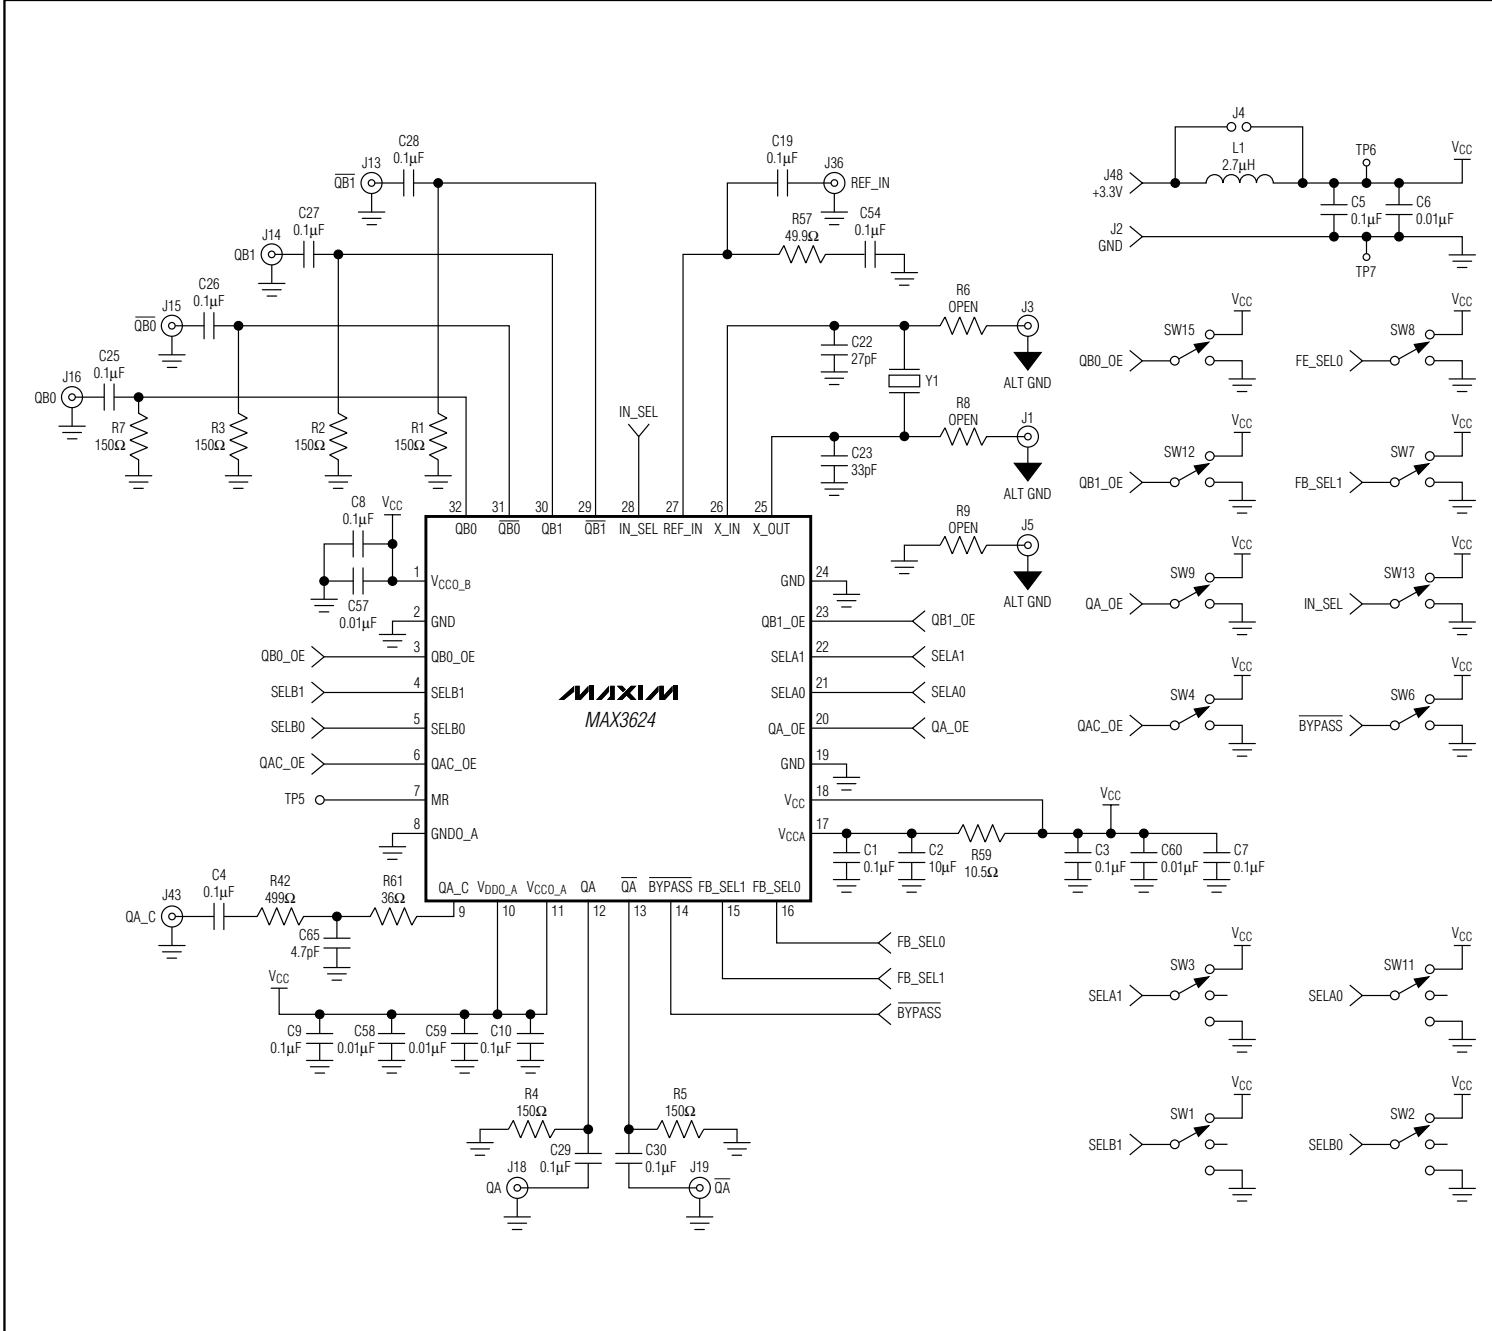 J4
L1
2.7µH
J48
+3.3V
TP6
VCC
C5
0.1µF
C6
0.01µF
J2
GND
TP7
C28
0.1µF
J13
QB1
C27
0.1µF
J14
QB1
C26
0.1µF
J15
QB0
C25
0.1µF
J16
QB0
R7
150Ω
R3
150Ω
R2
150Ω
R1
150Ω
C19
0.1µF
J36
REF_IN
R57
49.9Ω
C54
0.1µF
R6
OPEN
J3
ALT GND
C22
27pF
Y1
IN_SEL
R8
OPEN
J1
ALT GND
C23
33pF
R9
OPEN
J5
ALT GND
C8
0.1µF
VCC
C57
0.01µF
32
31
30
29
28
27
26
25
QB0
QB0
QB1
QB1
IN_SEL
REF_IN
X_IN
X_OUT
1
VCCO_B
2
GND
QB0_OE
3
QB0_OE
SELB1
4
SELB1
SELB0
5
SELB0
QAC_OE
6
QAC_OE
TP5
7
MR
8
GNDO_A
MAXIM
MAX3624
GND
24
QB1_OE
23
QB1_OE
SELA1
22
SELA1
SELA0
21
SELA0
QA_OE
20
QA_OE
GND
19
VCC
18
VCCA
17
QA_C
VDDO_A
VCCO_A
QA
QA
BYPASS
FB_SEL1
FB_SEL0
9
10
11
12
13
14
15
16
C1
0.1µF
C2
10µF
R59
10.5Ω
VCC
C3
0.1µF
C60
0.01µF
C7
0.1µF
J43
QA_C
C4
0.1µF
R42
499Ω
R61
36Ω
C65
4.7pF
VCC
C9
0.1µF
C58
0.01µF
C59
0.01µF
C10
0.1µF
FB_SEL0
FB_SEL1
BYPASS
R4
150Ω
R5
150Ω
C29
0.1µF
C30
0.1µF
J18
QA
J19
QA
VCC
SW15
QB0_OE
VCC
SW8
FE_SEL0
VCC
SW12
QB1_OE
VCC
SW7
FB_SEL1
VCC
SW9
QA_OE
VCC
SW13
IN_SEL
VCC
SW4
QAC_OE
VCC
SW6
BYPASS
VCC
SW3
SELA1
VCC
SW11
SELA0
VCC
SW1
SELB1
VCC
SW2
SELB0